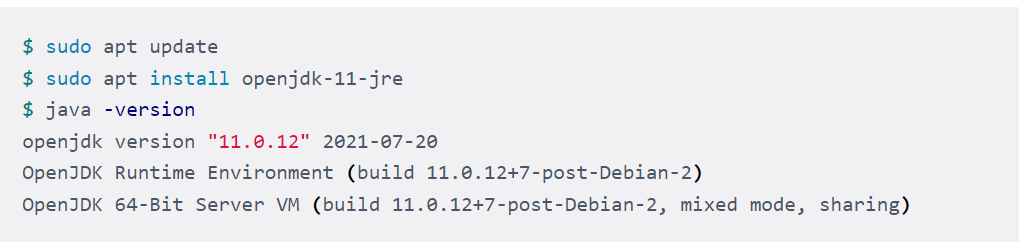 $ sudo apt update
$ sudo apt install openjdk-11-jre
$ java -version
openjdk version "11.0.12" 2021-07-20
OpenJDK Runtime Environment (build 11.0.12+7-post-Debian-2)
OpenJDK 64-Bit Server VM (build 11.0.12+7-post-Debian-2, mixed mode, sharing)